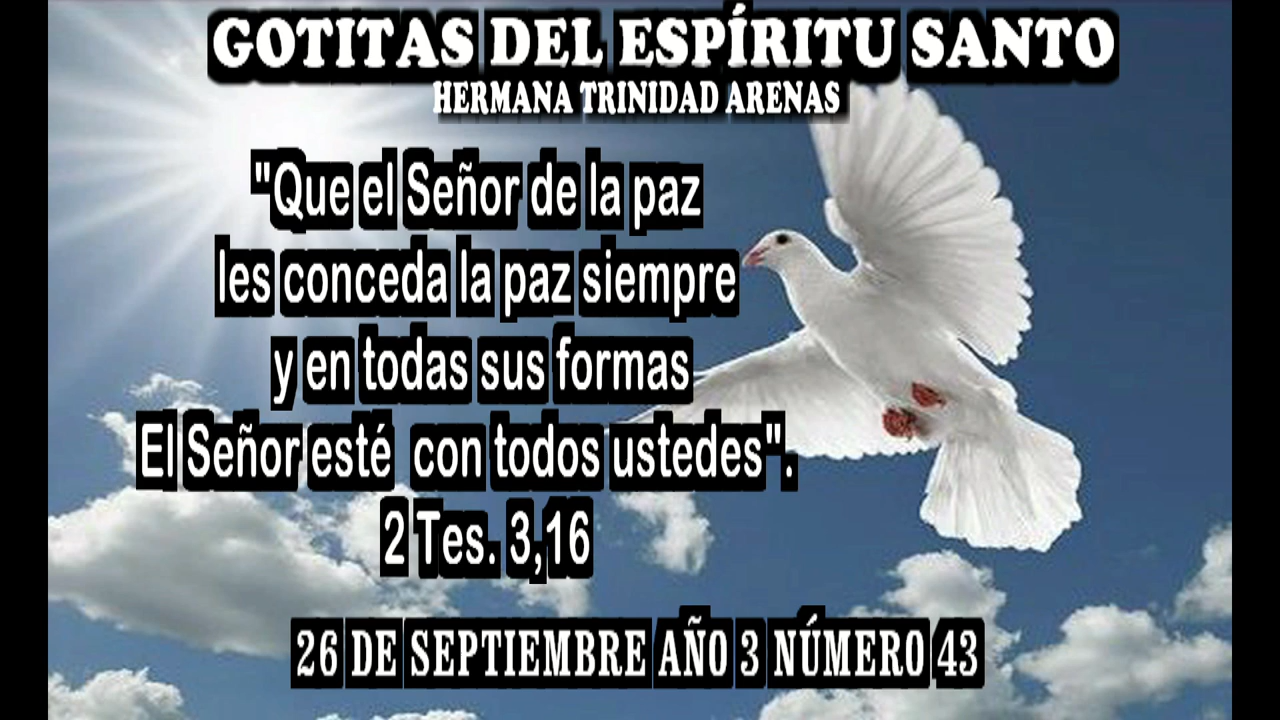 GOTITAS DEL ESPÍRITU SANTO
HERMANA TRINIDAD ARENAS
"Que el Señor de la paz
les conceda la paz siempre
y en todas sus formas
El Señor esté  con todos ustedes".
2 Tes. 3,16
26 DE SEPTIEMBRE AÑO 3 NÚMERO 43